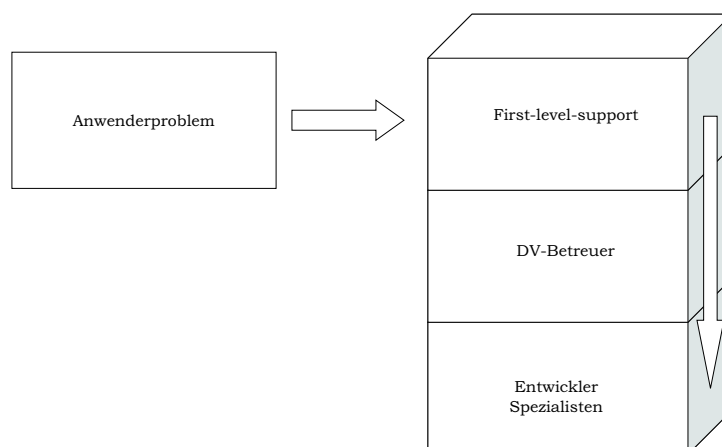 Anwenderproblem
First-level-support
DV-Betreuer
Entwickler
Spezialisten